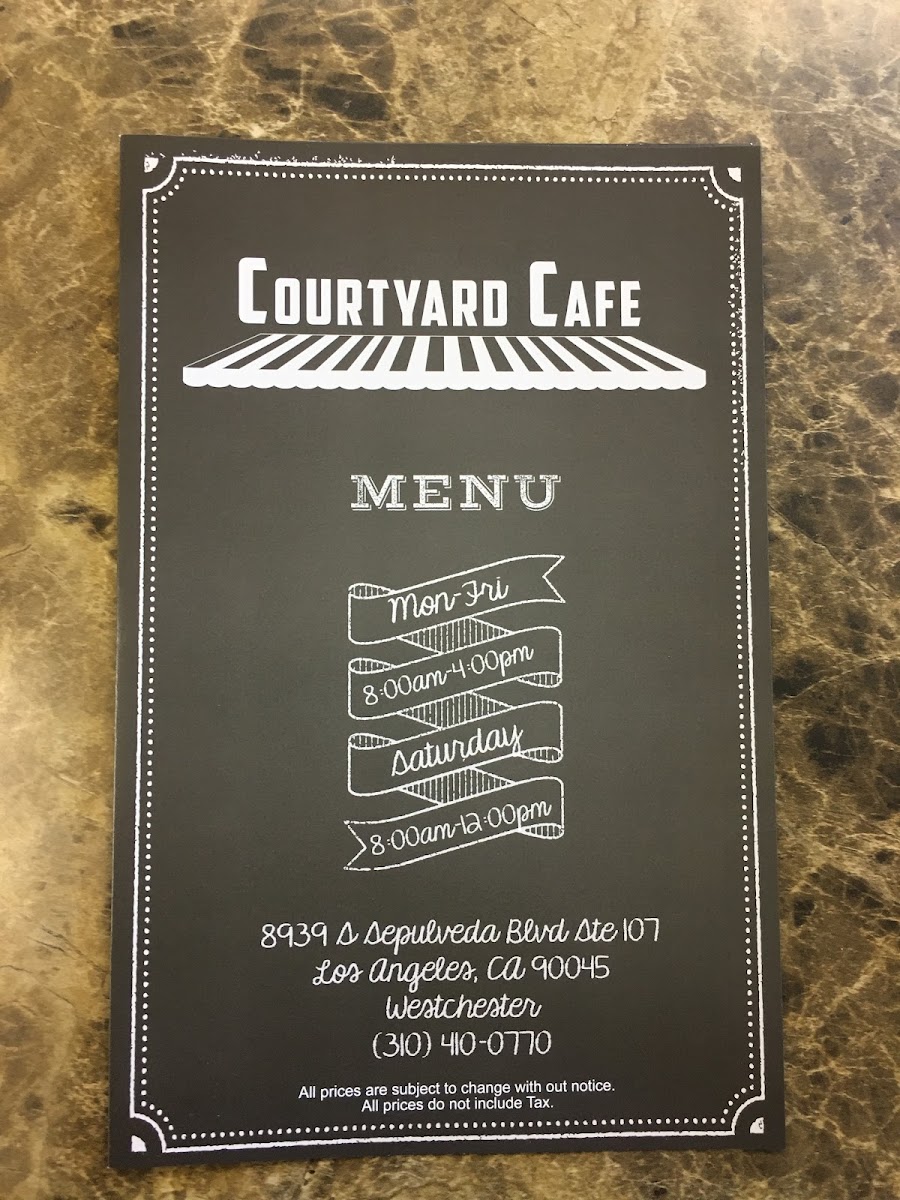 Courtyard Cafe
MENU
Mon-Fri
8:00am-4:00pm
Saturday
8:00am-12:00pm
8939 S Sepulveda Blvd Ste 107
Los Angeles, CA 90045
Westchester
(310) 410-0770
All prices are subject to change with out notice.
All prices do not include Tax.